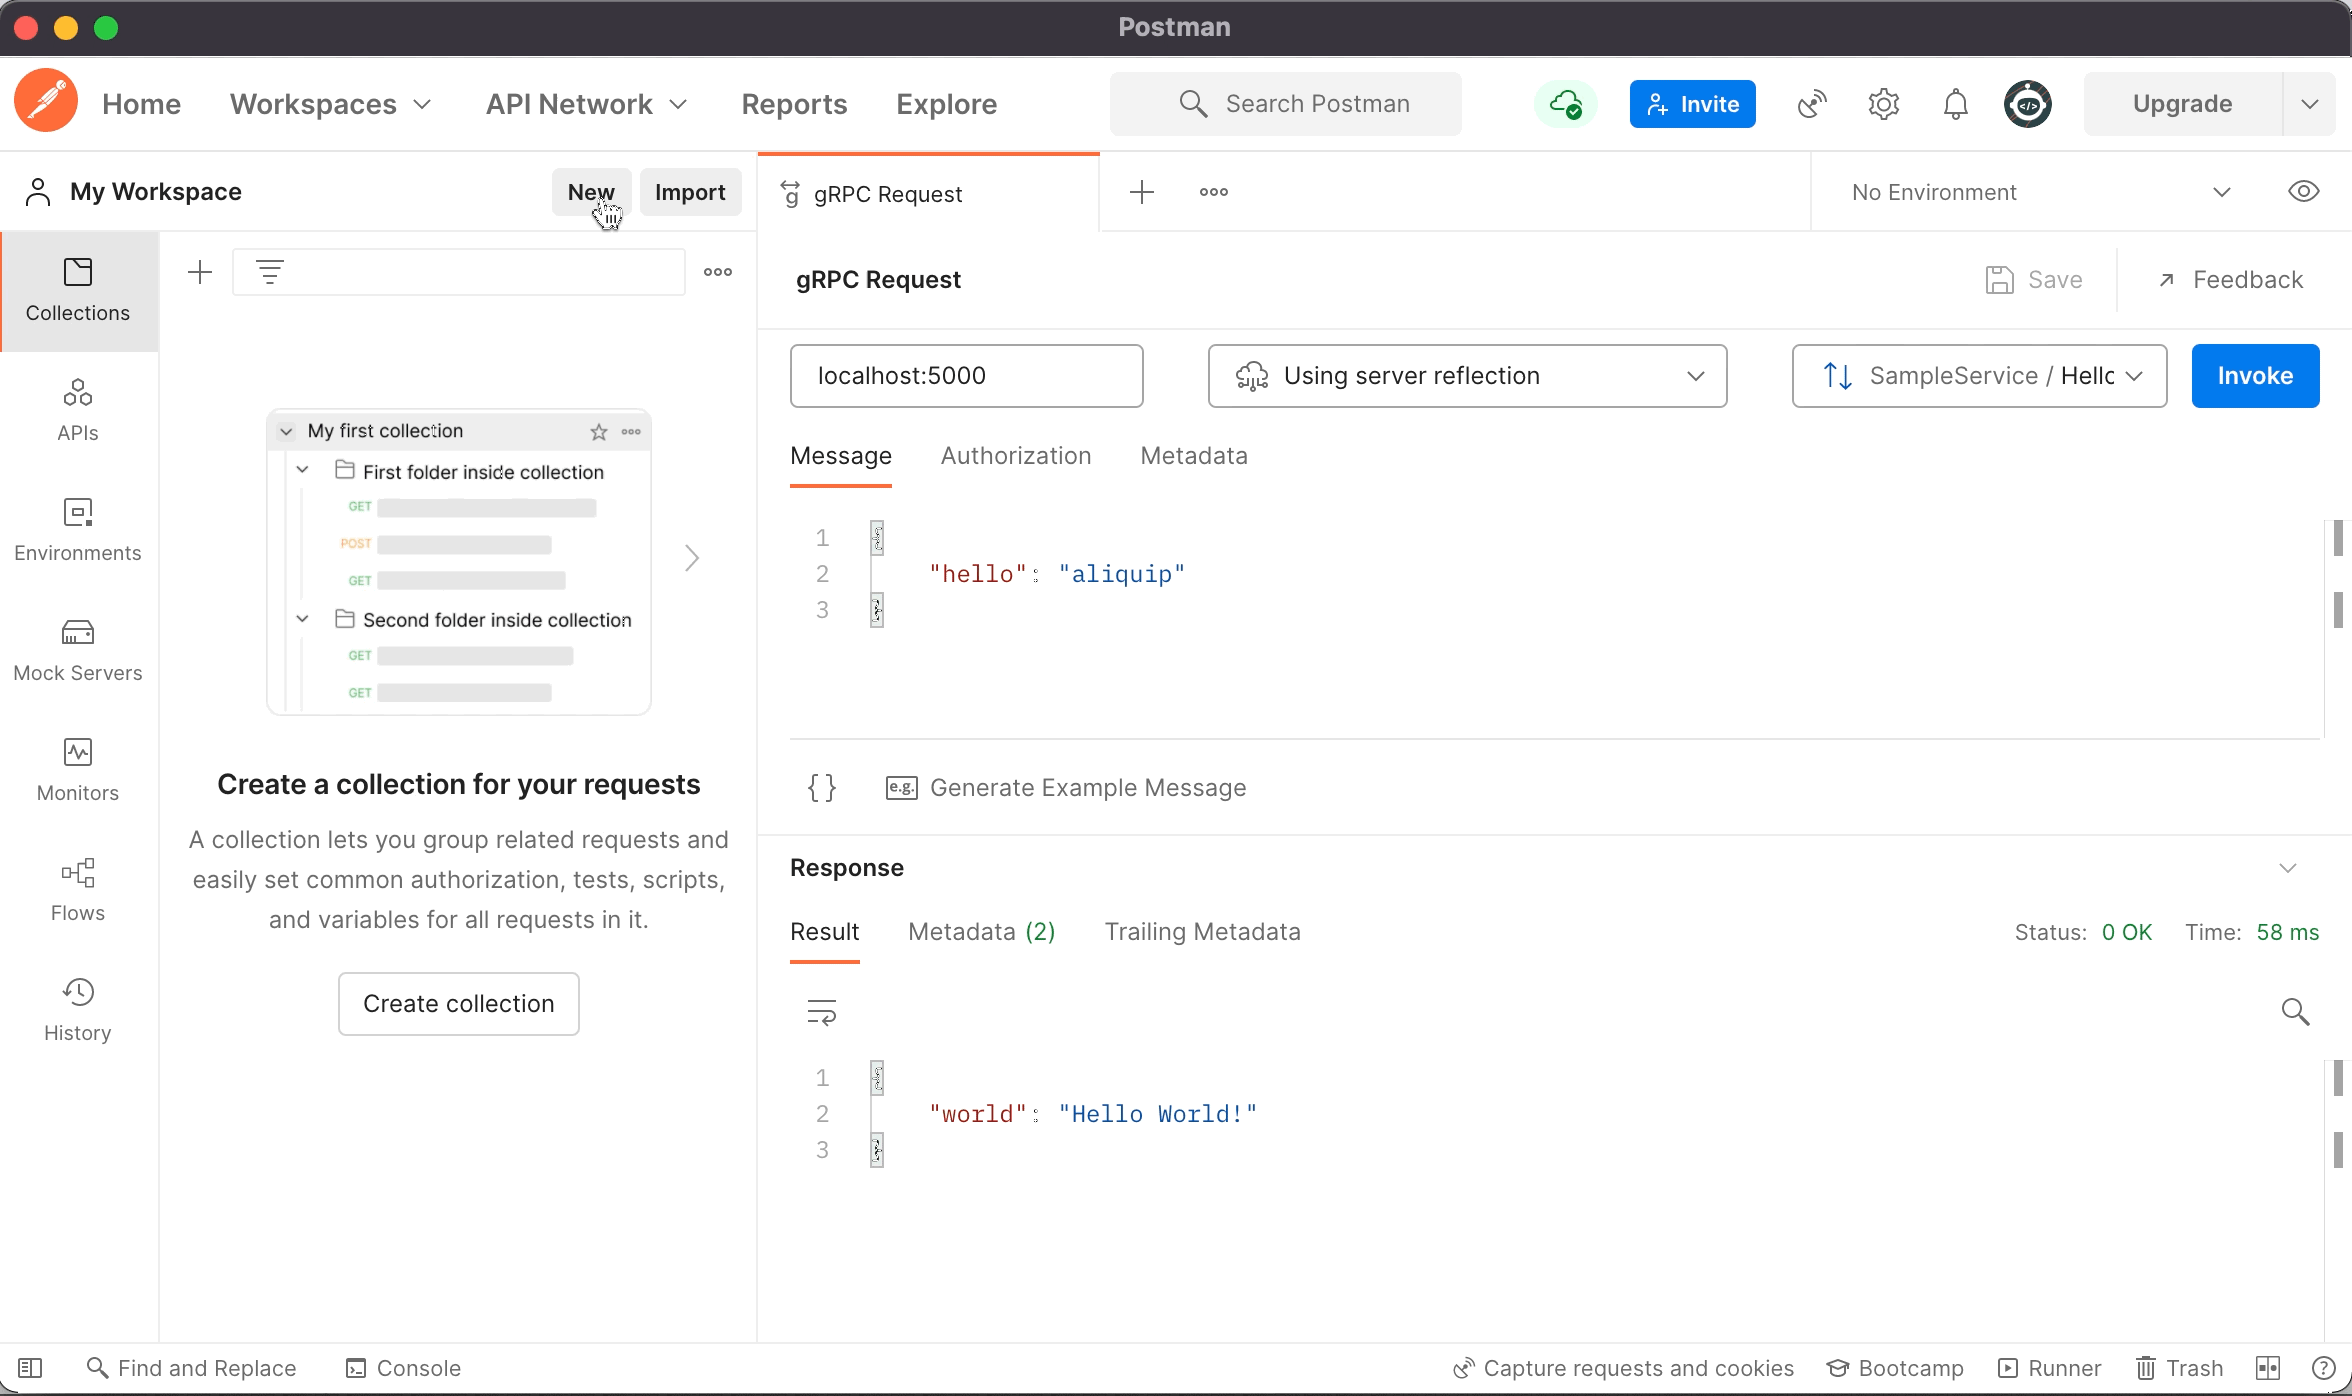 Postman
Home Workspaces API Network Reports Explore Search Postman Invite Upgrade
My Workspace New Import gRPC Request No Environment
Collections
APIs
Environments
Mock Servers
Monitors
Flows
History
My first collection
First folder inside collection
GET
POST
GET
Second folder inside collection
GET
GET
Create a collection for your requests
A collection lets you group related requests and
easily set common authorization, tests, scripts,
and variables for all requests in it.
Create collection
gRPC Request Save Feedback
localhost:5000 Using server reflection SampleService / Hello Invoke
Message Authorization Metadata
1 {
2 "hello": "aliquip"
3 }
{} e.g. Generate Example Message
Response
Result Metadata (2) Trailing Metadata Status: 0 OK Time: 58 ms
1 {
2 "world": "Hello World!"
3 }
Find and Replace Console Capture requests and cookies Bootcamp Runner Trash